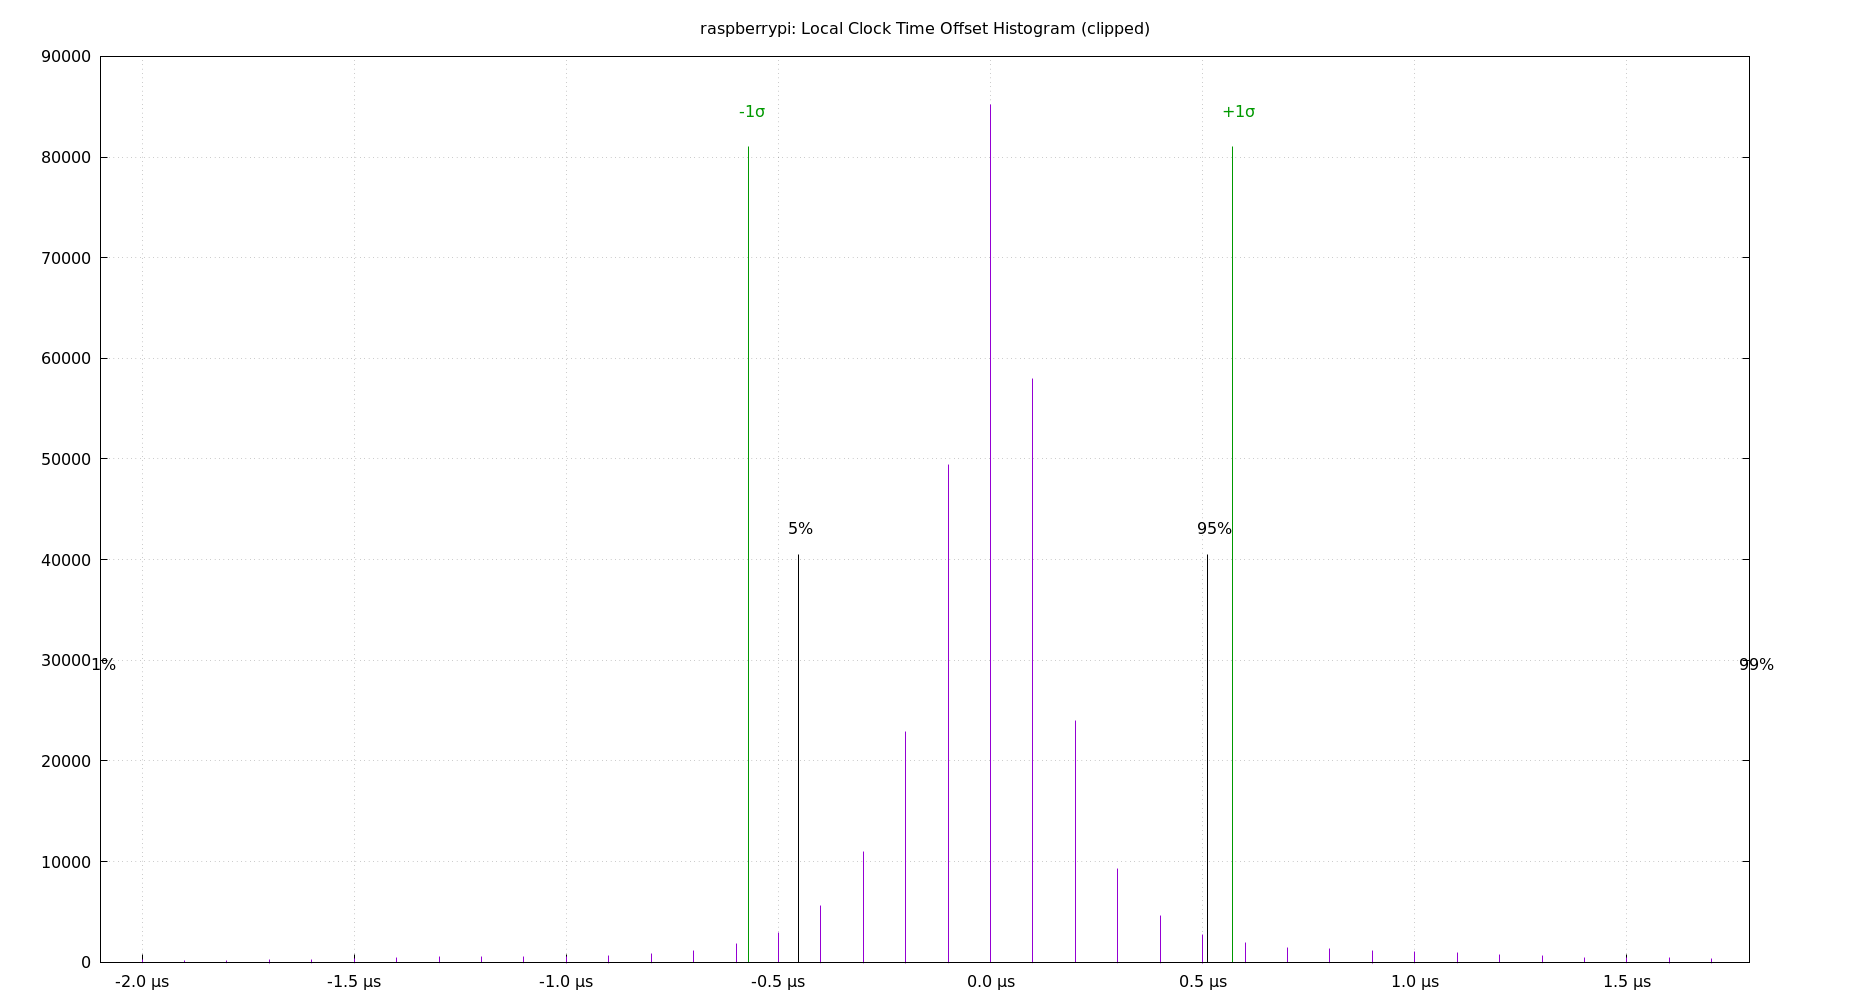 raspberrypi: Local Clock Time Offset Histogram (clipped)
90000
-1σ
+1σ
80000
70000
60000
50000
5%
95%
40000
30000
1%
99%
20000
10000
0
-2.0 µs
-1.5 µs
-1.0 µs
-0.5 µs
0.0 µs
0.5 µs
1.0 µs
1.5 µs